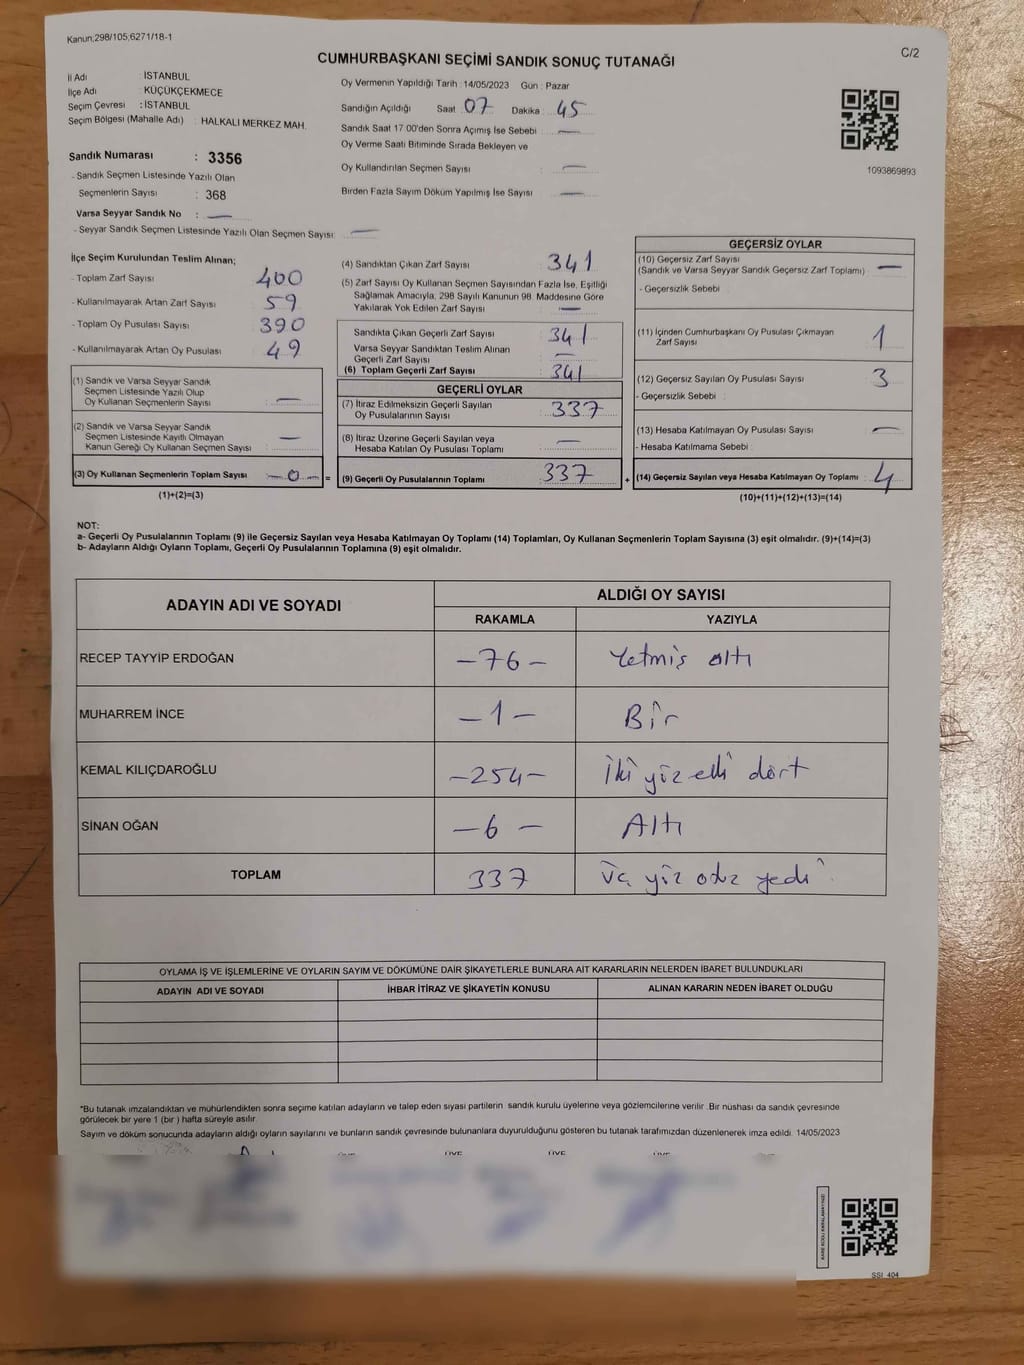 Kanun;298/105;6271/18-1
C/2
CUMHURBAŞKANI SEÇİMİ SANDIK SONUÇ TUTANAĞI
İl Adı : İSTANBUL
İlçe Adı : KÜÇÜKÇEKMECE
Seçim Çevresi : İSTANBUL
Seçim Bölgesi (Mahalle Adı) : HALKALI MERKEZ MAH.
Sandık Numarası : 3356
- Sandık Seçmen Listesinde Yazılı Olan
Seçmenlerin Sayısı : 368
Varsa Seyyar Sandık No : —
- Seyyar Sandık Seçmen Listesinde Yazılı Olan Seçmen Sayısı: —
Oy Vermenin Yapıldığı Tarih : 14/05/2023 Gün : Pazar
Sandığın Açıldığı Saat 07 Dakika : 45
Sandık Saat 17.00'den Sonra Açımış İse Sebebi : —
Oy Verme Saati Bitiminde Sırada Bekleyen ve
Oy Kullandırılan Seçmen Sayısı : —
Birden Fazla Sayım Döküm Yapılmış İse Sayısı : —
1093869893
İlçe Seçim Kurulundan Teslim Alınan;
- Toplam Zarf Sayısı 400
- Kullanılmayarak Artan Zarf Sayısı 59
- Toplam Oy Pusulası Sayısı 390
- Kullanılmayarak Artan Oy Pusulası 49
(1) Sandık ve Varsa Seyyar Sandık
Seçmen Listesinde Yazılı Olup
Oy Kullanan Seçmenlerin Sayısı : —
(2) Sandık ve Varsa Seyyar Sandık
Seçmen Listesinde Kayıtlı Olmayan
Kanun Gereği Oy Kullanan Seçmen Sayısı : —
(3) Oy Kullanan Seçmenlerin Toplam Sayısı : —0— =
(1)+(2)=(3)
(4) Sandıktan Çıkan Zarf Sayısı : 341
(5) Zarf Sayısı Oy Kullanan Seçmen Sayısından Fazla İse, Eşitliği
Sağlamak Amacıyla, 298 Sayılı Kanunun 98. Maddesine Göre
Yakılarak Yok Edilen Zarf Sayısı : —
Sandıkta Çıkan Geçerli Zarf Sayısı : 341
Varsa Seyyar Sandıktan Teslim Alınan
Geçerli Zarf Sayısı : —
(6) Toplam Geçerli Zarf Sayısı : 341
GEÇERLİ OYLAR
(7) İtiraz Edilmeksizin Geçerli Sayılan
Oy Pusulalarının Sayısı : 337
(8) İtiraz Üzerine Geçerli Sayılan veya
Hesaba Katılan Oy Pusulası Toplamı : —
(9) Geçerli Oy Pusulalarının Toplamı : 337 +
GEÇERSİZ OYLAR
(10) Geçersiz Zarf Sayısı
(Sandık ve Varsa Seyyar Sandık Geçersiz Zarf Toplamı) : —
- Geçersizlik Sebebi :
(11) İçinden Cumhurbaşkanı Oy Pusulası Çıkmayan
Zarf Sayısı : 1
(12) Geçersiz Sayılan Oy Pusulası Sayısı : 3
- Geçersizlik Sebebi :
(13) Hesaba Katılmayan Oy Pusulası Sayısı : —
- Hesaba Katılmama Sebebi :
(14) Geçersiz Sayılan veya Hesaba Katılmayan Oy Toplamı : 4
(10)+(11)+(12)+(13)=(14)
NOT:
a- Geçerli Oy Pusulalarının Toplamı (9) ile Geçersiz Sayılan veya Hesaba Katılmayan Oy Toplamı (14) Toplamları, Oy Kullanan Seçmenlerin Toplam Sayısına (3) eşit olmalıdır. (9)+(14)=(3)
b- Adayların Aldığı Oyların Toplamı, Geçerli Oy Pusulalarının Toplamına (9) eşit olmalıdır.
ADAYIN ADI VE SOYADI ALDIĞI OY SAYISI
RAKAMLA YAZIYLA
RECEP TAYYİP ERDOĞAN —76— Yetmiş altı
MUHARREM İNCE —1— Bir
KEMAL KILIÇDAROĞLU —254— İki yüz elli dört
SİNAN OĞAN —6— Altı
TOPLAM 337 Üç yüz otuz yedi
OYLAMA İŞ VE İŞLEMLERİNE VE OYLARIN SAYIM VE DÖKÜMÜNE DAİR ŞİKAYETLERLE BUNLARA AİT KARARLARIN NELERDEN İBARET BULUNDUKLARI
ADAYIN ADI VE SOYADI İHBAR İTİRAZ VE ŞİKAYETİN KONUSU ALINAN KARARIN NEDEN İBARET OLDUĞU
*Bu tutanak imzalandıktan ve mühürlendikten sonra seçime katılan adayların ve talep eden siyasi partilerin sandık kurulu üyelerine veya gözlemcilerine verilir. Bir nüshası da sandık çevresinde
görülecek bir yere 1 (bir) hafta süreyle asılır.
Sayım ve döküm sonucunda adayların aldığı oyların sayılarını ve bunların sandık çevresinde bulunanlara duyurulduğunu gösteren bu tutanak tarafımızdan düzenlenerek imza edildi. 14/05/2023
ÜYE ÜYE ÜYE
KARE KODU KARALAMAYINIZ!
SSI 404